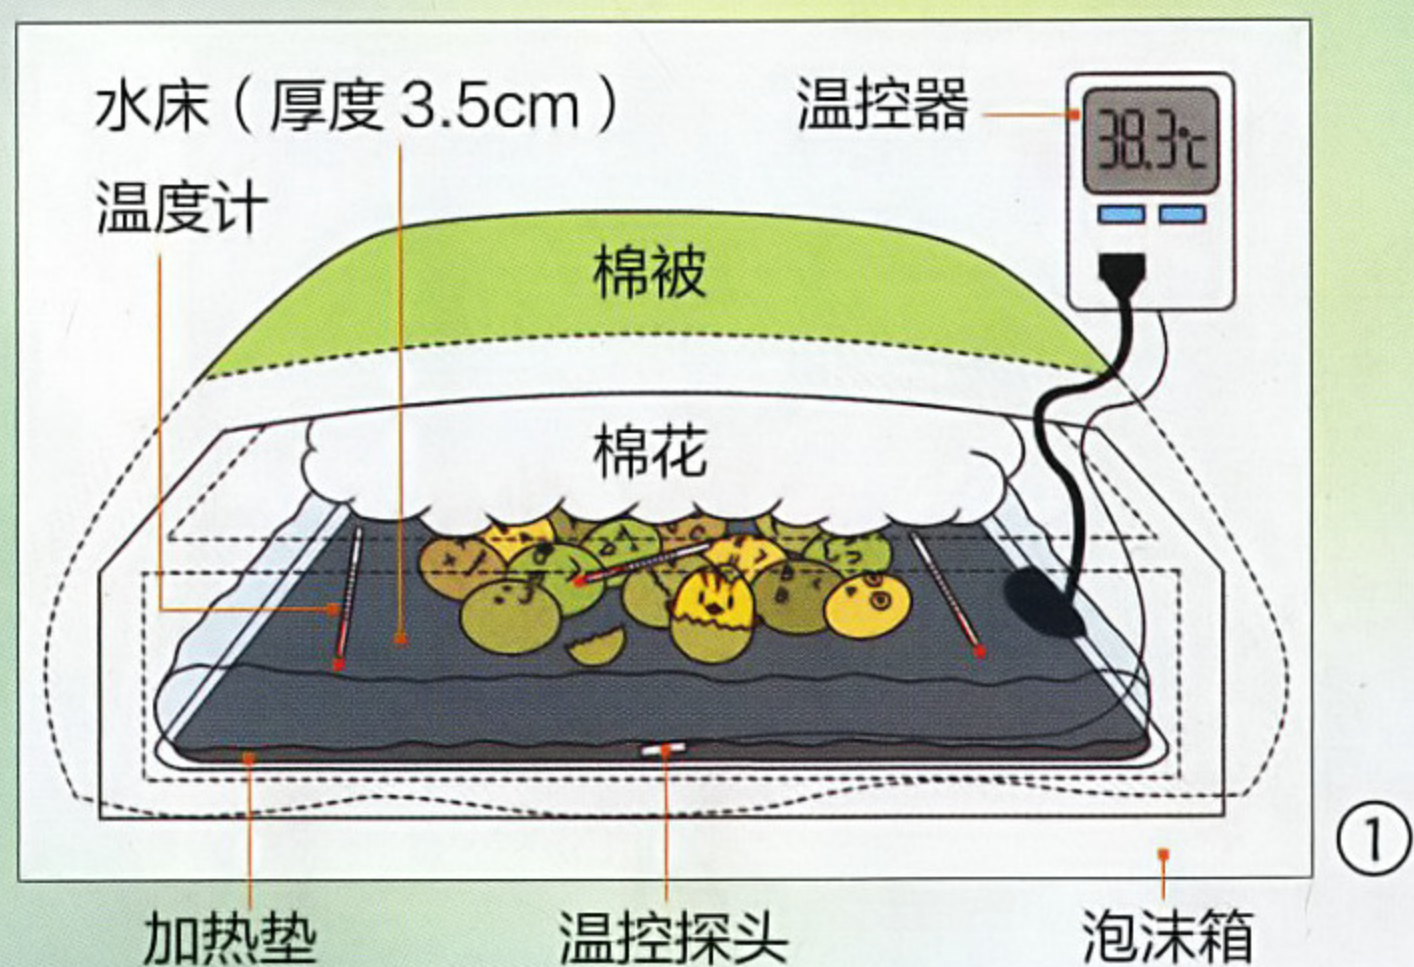 水床（厚度3.5cm）
温控器
38.3℃
温度计
棉被
棉花
①
加热垫
温控探头
泡沫箱